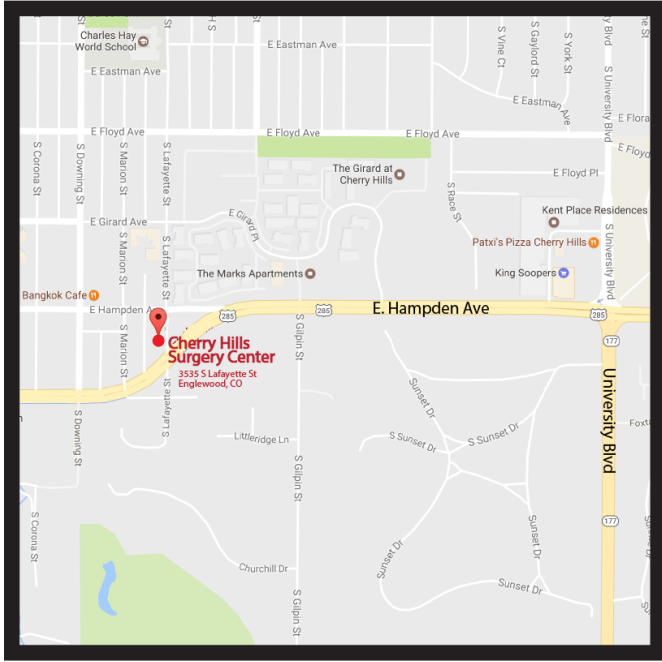 Charles Hay
World School
S H
E Eastman Ave
E Eastman Ave
S Vine Ct
S Gaylord St
S York St
S University Blvd
E Eastman Ave
E Flora
E Floyd Ave
E Floyd Ave
E Floyd Ave
E Floyd
S Corona St
S Downing St
S Marion St
S Lafayette St
The Girard at
Cherry Hills
E Floyd Pl
S Race St
Kent Place Residences
E Girard Ave
E Girard Pl
S Marion St
S Lafayette St
Patxi's Pizza Cherry Hills
S University Blvd
The Marks Apartments
King Soopers
Bangkok Cafe
E Hampden A
285
285
E. Hampden Ave
285
S Marion St
Cherry Hills
Surgery Center
3535 S Lafayette St
Englewood, CO
S Gilpin St
177
Sunset Dr
University Blvd
S Lafayette
S Downing St
Littleridge Ln
S Sunset Dr
S Sunset Dr
Foxt
S Gilpin St
S Corona St
177
Sunset Dr
Sunset Dr
Churchill Dr
Sunset Dr
S Gilpin St